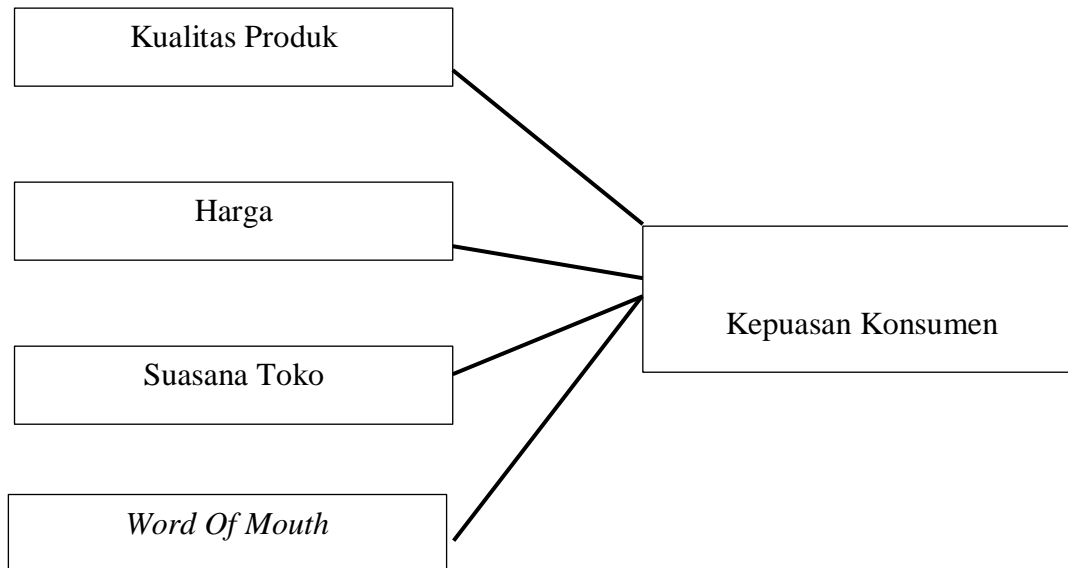 Kualitas Produk
Harga
Suasana Toko
Kepuasan Konsumen
Word Of Mouth